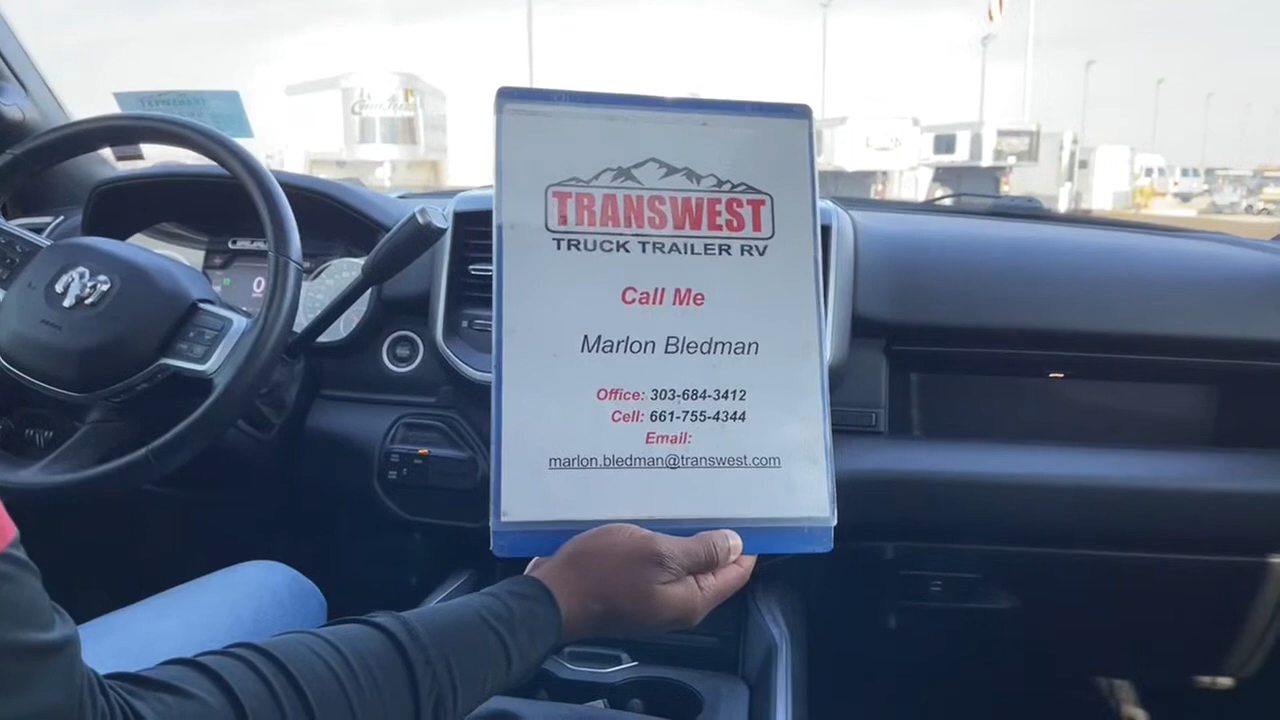 TRANSWEST
TRUCK TRAILER RV
Call Me
Marlon Bledman
Office: 303-684-3412
Cell: 661-755-4344
Email:
marlon.bledman@transwest.com